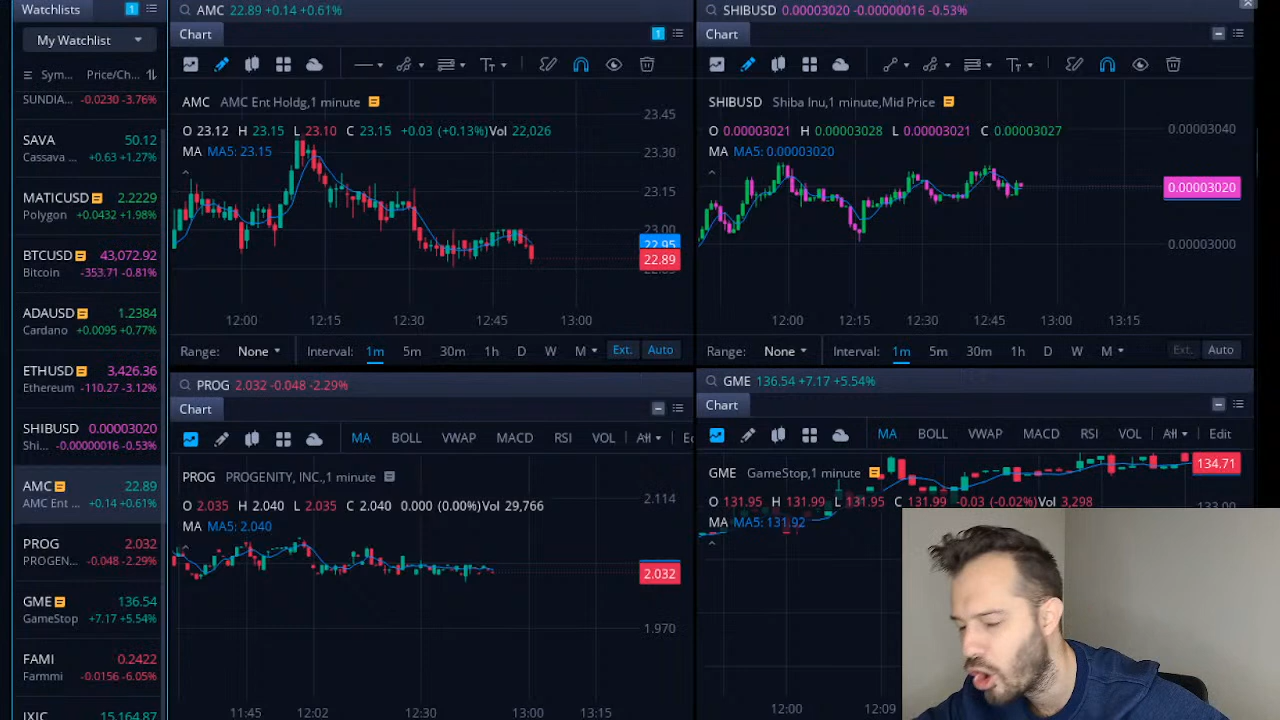 Watchlists 1
My Watchlist
Sym... Price/Ch...
SUNDIA... -0.0230 -3.76%
SAVA 50.12
Cassava ... +0.63 +1.27%
MATICUSD 2.2229
Polygon +0.0432 +1.98%
BTCUSD 43,072.92
Bitcoin -353.71 -0.81%
ADAUSD 1.2384
Cardano +0.0095 +0.77%
ETHUSD 3,426.36
Ethereum -110.27 -3.12%
SHIBUSD 0.00003020
Shi... -0.00000016 -0.53%
AMC 22.89
AMC Ent ... +0.14 +0.61%
PROG 2.032
PROGEN... -0.048 -2.29%
GME 136.54
GameStop +7.17 +5.54%
FAMI 0.2422
Farmmi -0.0156 -6.05%
IXIC 15,164.87
AMC 22.89 +0.14 +0.61%
Chart 1
AMC AMC Ent Holdg,1 minute
O 23.12 H 23.15 L 23.10 C 23.15 +0.03 (+0.13%)Vol 22,026
MA MA5: 23.15
23.45
23.30
23.15
23.00
22.95
22.89
12:00 12:15 12:30 12:45 13:00
Range: None Interval: 1m 5m 30m 1h D W M Ext. Auto
SHIBUSD 0.00003020 -0.00000016 -0.53%
Chart
SHIBUSD Shiba Inu,1 minute,Mid Price
O 0.00003021 H 0.00003028 L 0.00003021 C 0.00003027
MA MA5: 0.00003020
0.00003040
0.00003020
0.00003000
12:00 12:15 12:30 12:45 13:00 13:15
Range: None Interval: 1m 5m 30m 1h D W M Ext. Auto
PROG 2.032 -0.048 -2.29%
Chart
MA BOLL VWAP MACD RSI VOL All
PROG PROGENITY, INC.,1 minute
O 2.035 H 2.040 L 2.035 C 2.040 0.000 (0.00%)Vol 29,766
MA MA5: 2.040
2.114
2.032
1.970
11:45 12:02 12:30 13:00 13:15
GME 136.54 +7.17 +5.54%
Chart
MA BOLL VWAP MACD RSI VOL All Edit
GME GameStop,1 minute
O 131.95 H 131.99 L 131.95 C 131.99 -0.03 (-0.02%) Vol 3,298
MA MA5: 131.92
134.71
133.00
12:00 12:09